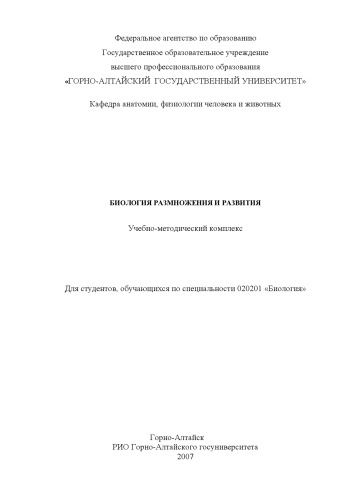 Федеральное агентство по образованию
Государственное образовательное учреждение
высшего профессионального образования
«ГОРНО-АЛТАЙСКИЙ ГОСУДАРСТВЕННЫЙ УНИВЕРСИТЕТ»
Кафедра анатомии, физиологии человека и животных
БИОЛОГИЯ РАЗМНОЖЕНИЯ И РАЗВИТИЯ
Учебно-методический комплекс
Для студентов, обучающихся по специальности 020201 «Биология»
Горно-Алтайск
РИО Горно-Алтайского госуниверситета
2007